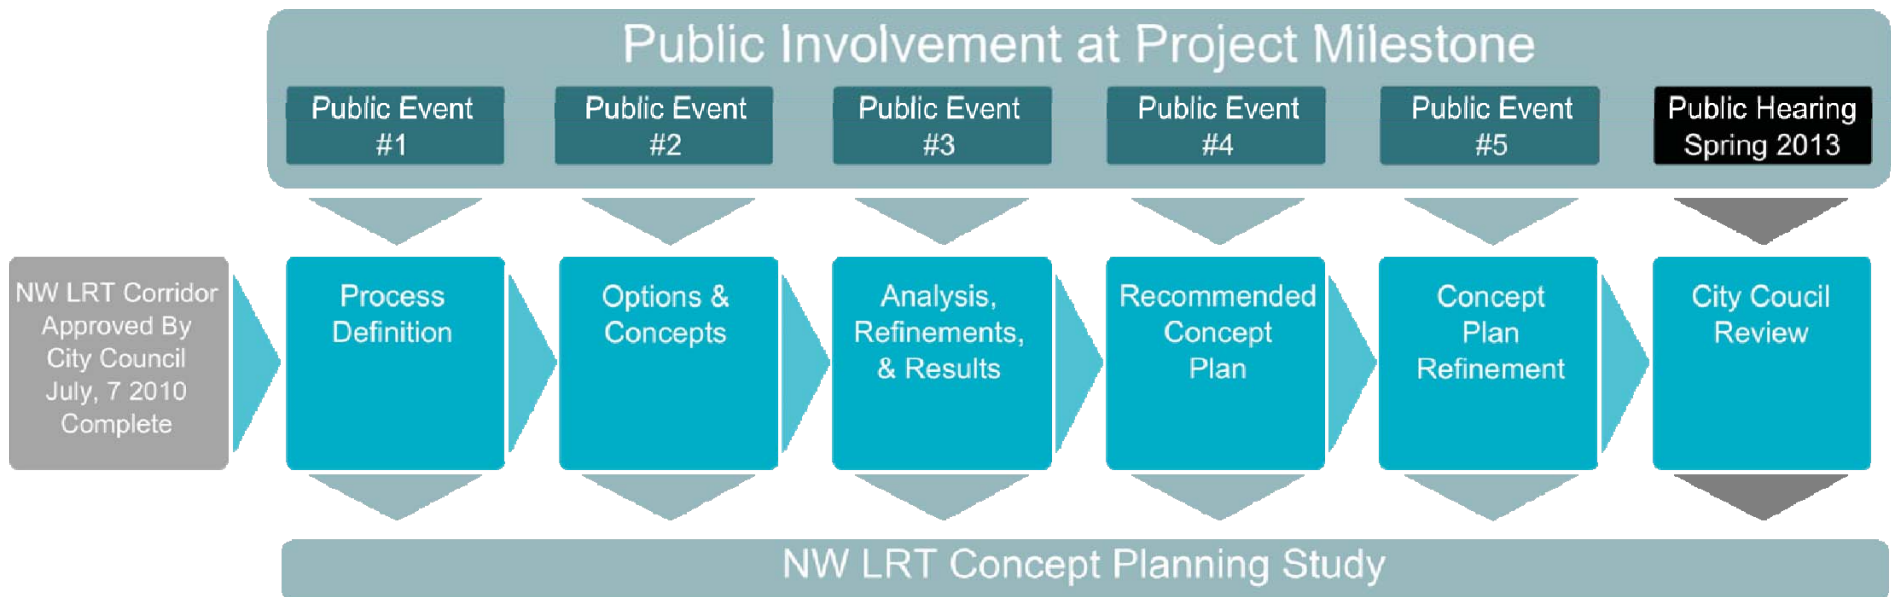 Public Involvement at Project Milestone
Public Event
#1
Public Event
#2
Public Event
#3
Public Event
#4
Public Event
#5
Public Hearing
Spring 2013
NW LRT Corridor
Approved By
City Council
July, 7 2010
Complete
Process
Definition
Options &
Concepts
Analysis,
Refinements,
& Results
Recommended
Concept
Plan
Concept
Plan
Refinement
City Coucil
Review
NW LRT Concept Planning Study